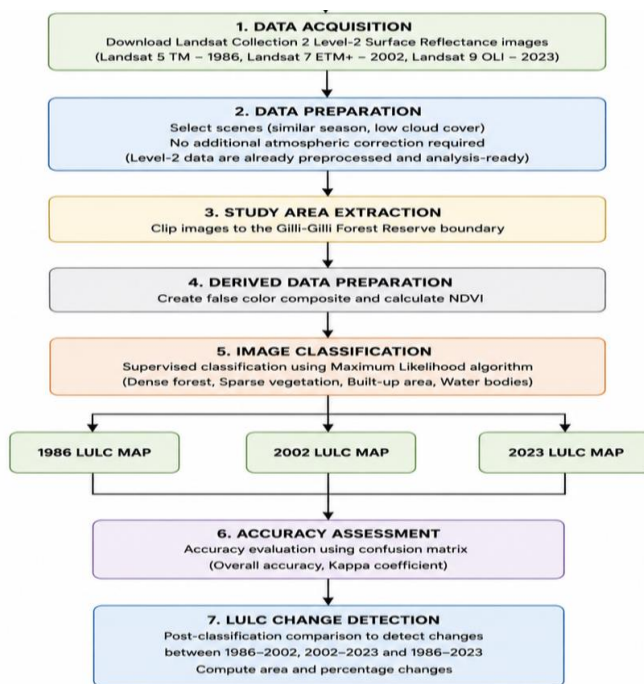 1. DATA ACQUISITION
Download Landsat Collection 2 Level-2 Surface Reflectance images
(Landsat 5 TM – 1986, Landsat 7 ETM+ – 2002, Landsat 9 OLI – 2023)
2. DATA PREPARATION
Select scenes (similar season, low cloud cover)
No additional atmospheric correction required
(Level-2 data are already preprocessed and analysis-ready)
3. STUDY AREA EXTRACTION
Clip images to the Gilli-Gilli Forest Reserve boundary
4. DERIVED DATA PREPARATION
Create false color composite and calculate NDVI
5. IMAGE CLASSIFICATION
Supervised classification using Maximum Likelihood algorithm
(Dense forest, Sparse vegetation, Built-up area, Water bodies)
1986 LULC MAP
2002 LULC MAP
2023 LULC MAP
6. ACCURACY ASSESSMENT
Accuracy evaluation using confusion matrix
(Overall accuracy, Kappa coefficient)
7. LULC CHANGE DETECTION
Post-classification comparison to detect changes
between 1986–2002, 2002–2023 and 1986–2023
Compute area and percentage changes